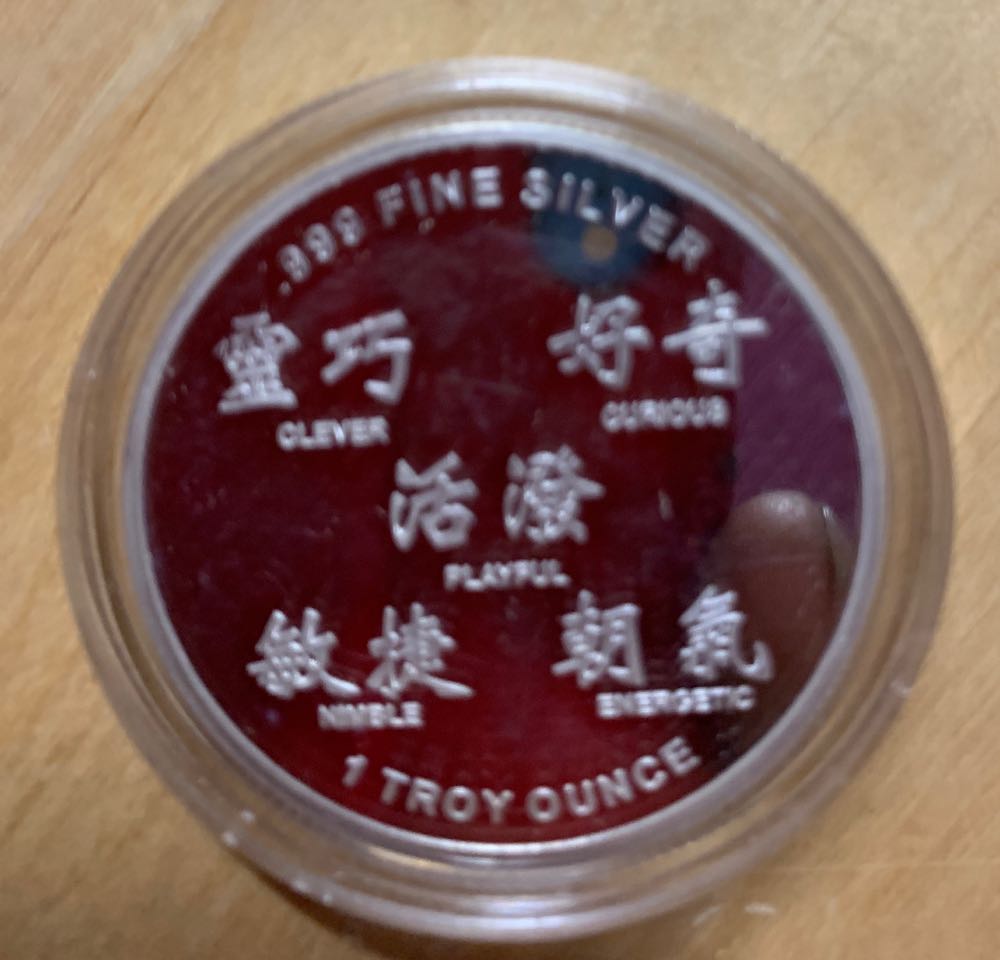 .999 FINE SILVER
靈巧 好奇
CLEVER CURIOUS
活潑
PLAYFUL
敏捷 朝氣
NIMBLE ENERGETIC
1 TROY OUNCE